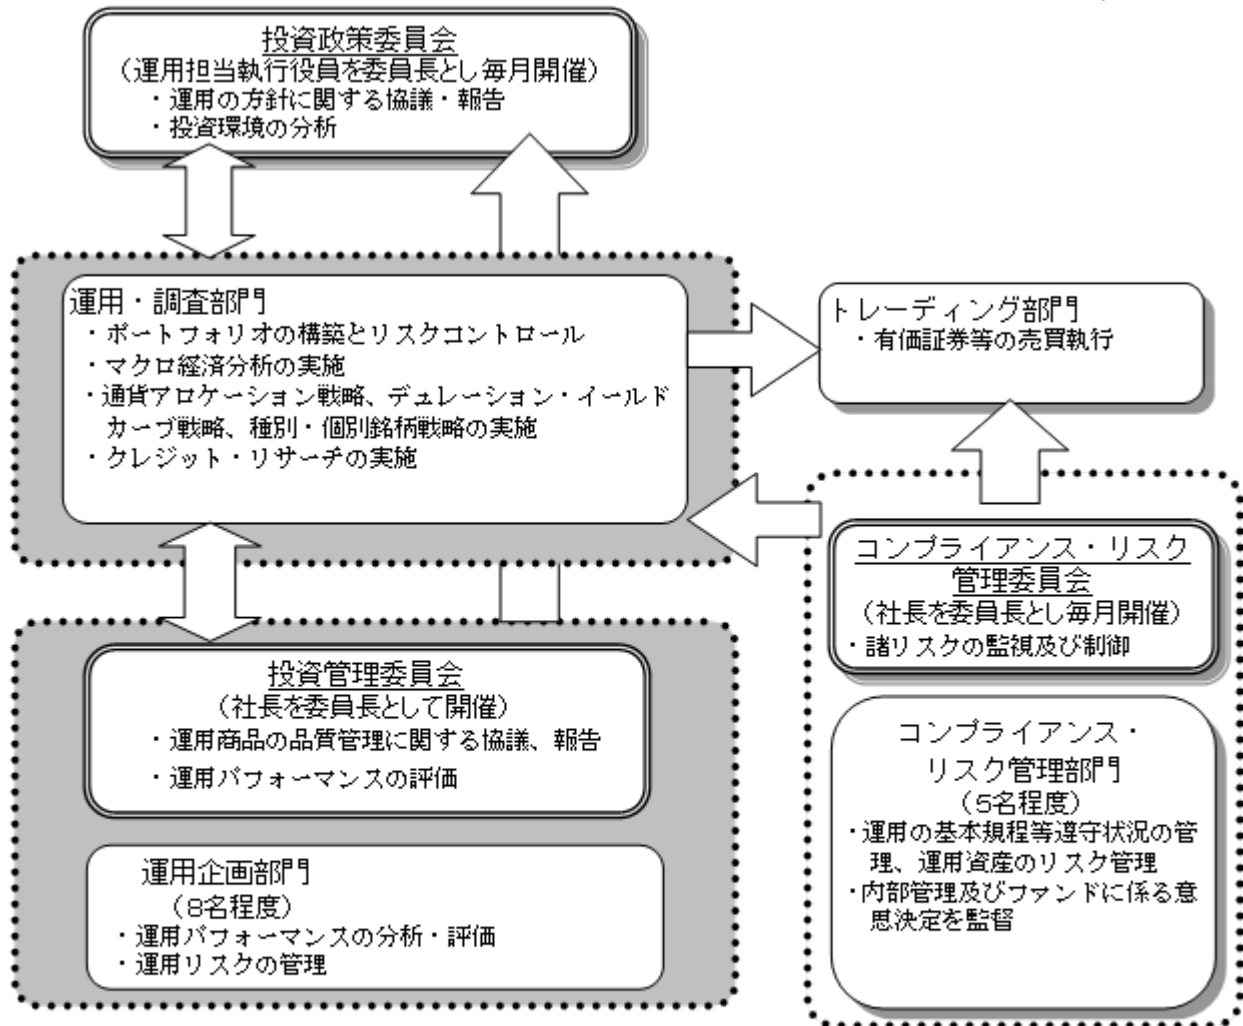 投資政策委員会
（運用担当執行役員を委員長とし毎月開催）
・運用の方針に関する協議・報告
・投資環境の分析
運用・調査部門
・ポートフォリオの構築とリスクコントロール
・マクロ経済分析の実施
・通貨アロケーション戦略、デュレーション・イールド
カーブ戦略、種別・個別銘柄戦略の実施
・クレジット・リサーチの実施
トレーディング部門
・有価証券等の売買執行
コンプライアンス・リスク
管理委員会
（社長を委員長とし毎月開催）
・諸リスクの監視及び制御
投資管理委員会
（社長を委員長として開催）
・運用商品の品質管理に関する協議、報告
・運用パフォーマンスの評価
運用企画部門
（8名程度）
・運用パフォーマンスの分析・評価
・運用リスクの管理
コンプライアンス・
リスク管理部門
（5名程度）
・運用の基本規程等遵守状況の管
理、運用資産のリスク管理
・内部管理及びファンドに係る意
思決定を監督